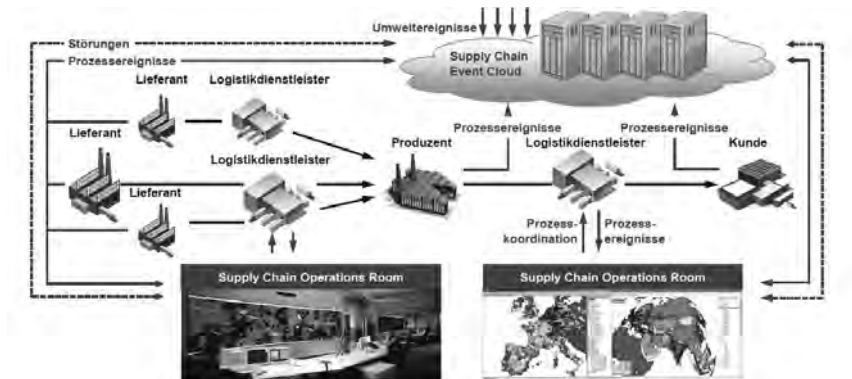 Umweltereignisse
Störungen
Prozessereignisse
Supply Chain
Event Cloud
Lieferant
Logistikdienstleister
Lieferant
Logistikdienstleister
Lieferant
Produzent
Prozessereignisse
Prozessereignisse
Logistikdienstleister
Kunde
Prozess-
koordination
Prozess-
ereignisse
Supply Chain Operations Room
Supply Chain Operations Room